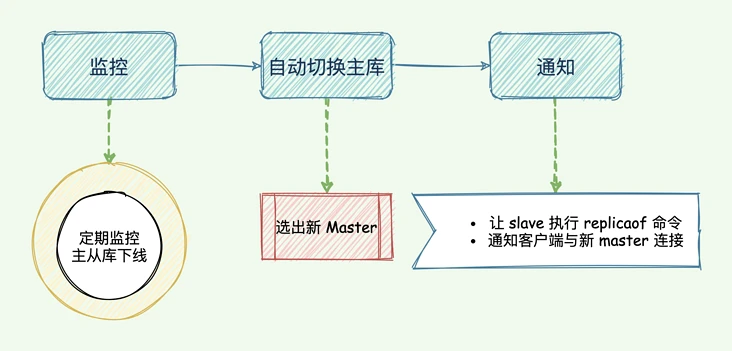 监控
自动切换主库
通知
定期监控
主从库下线
选出新 Master
• 让 slave 执行 replicaof 命令
• 通知客户端与新 master 连接